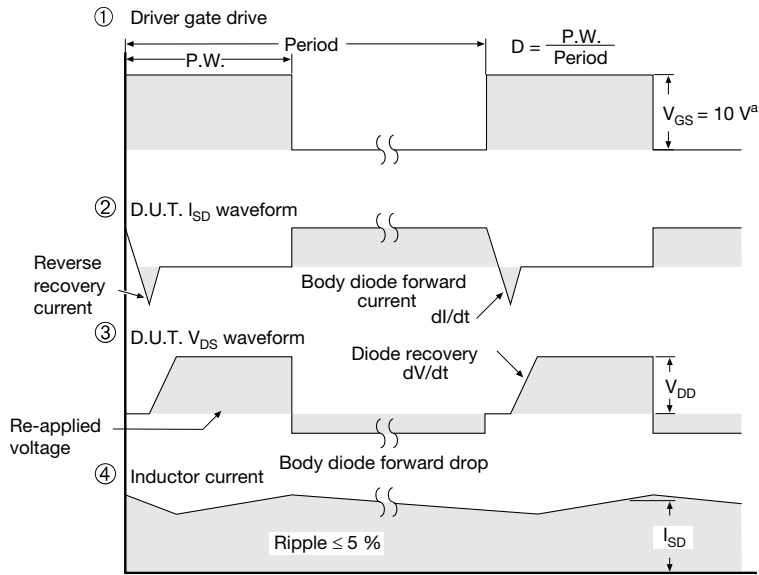 ① Driver gate drive
Period
P.W.
D = P.W. / Period
V_GS = 10 V^a
② D.U.T. I_SD waveform
Reverse
recovery
current
Body diode forward
current
dI/dt
③ D.U.T. V_DS waveform
Diode recovery
dV/dt
V_DD
Re-applied
voltage
Body diode forward drop
④ Inductor current
Ripple ≤ 5 %
I_SD